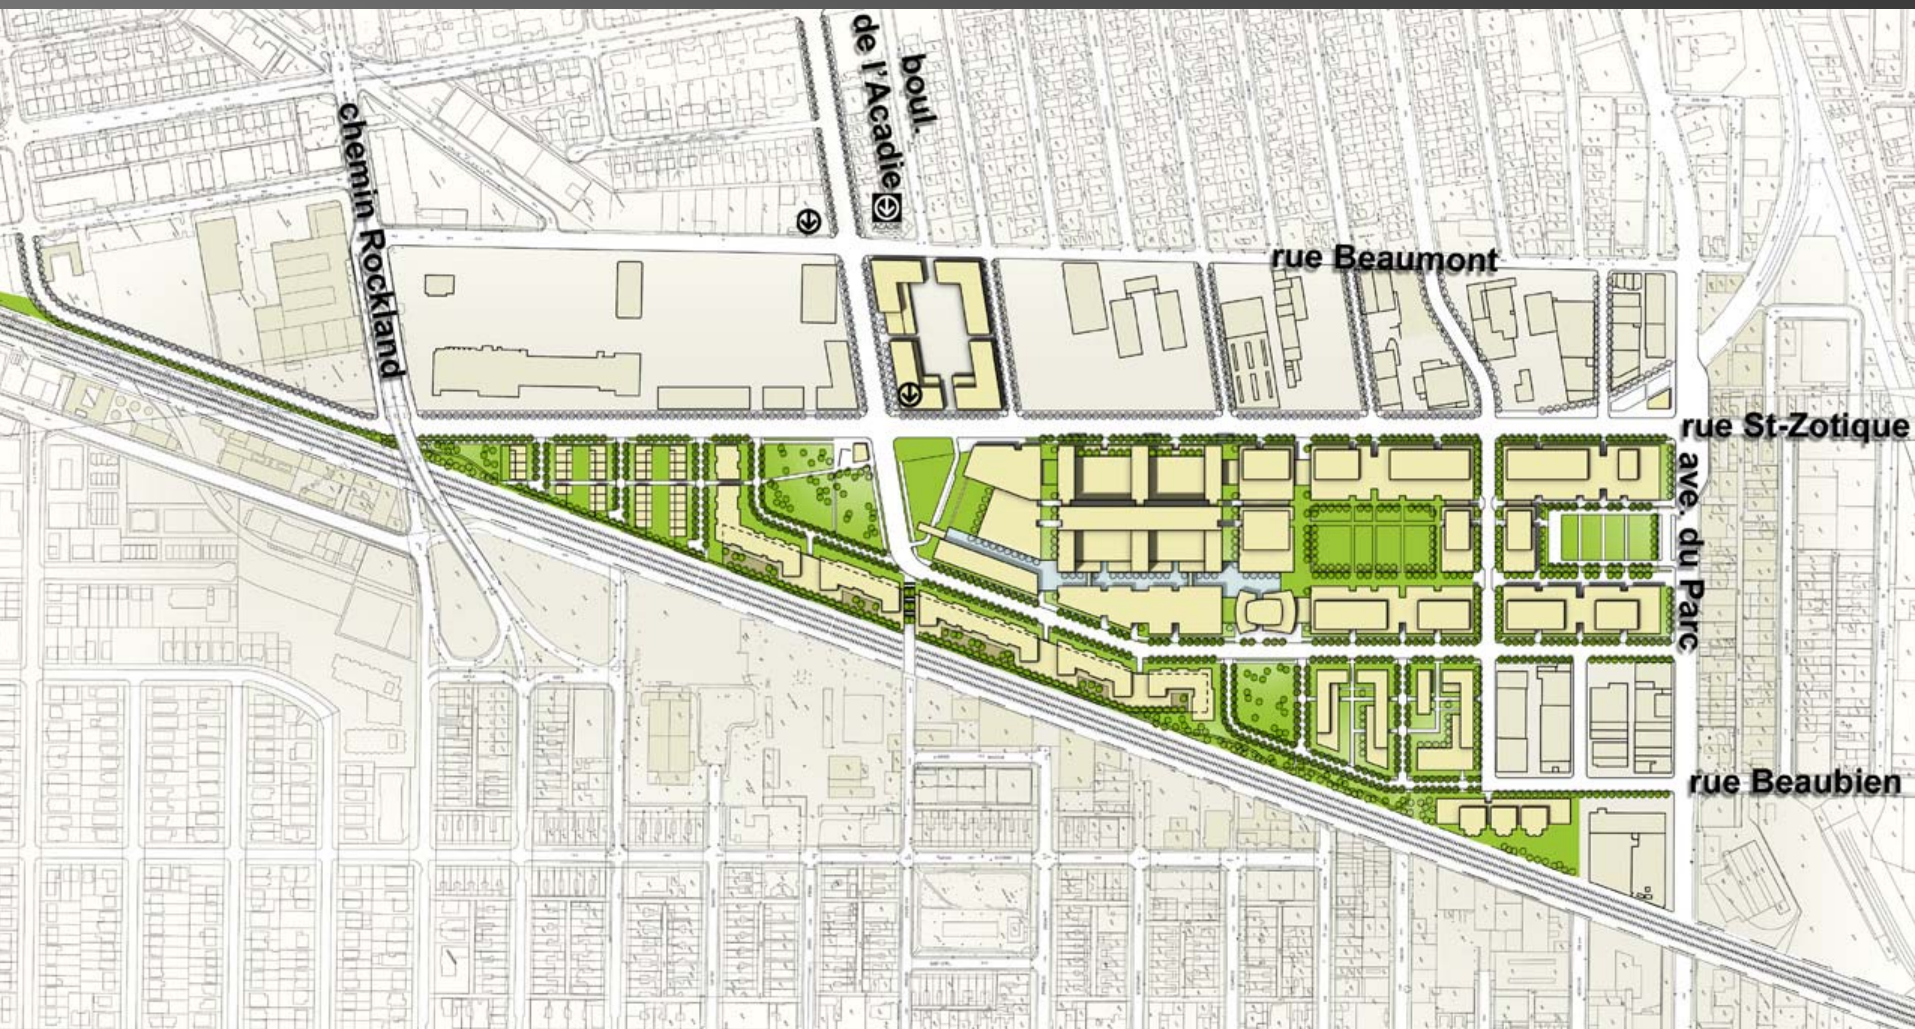 boul.
de l'Acadie
chemin Rockland
rue Beaumont
rue St-Zotique
ave. du Parc
rue Beaubien